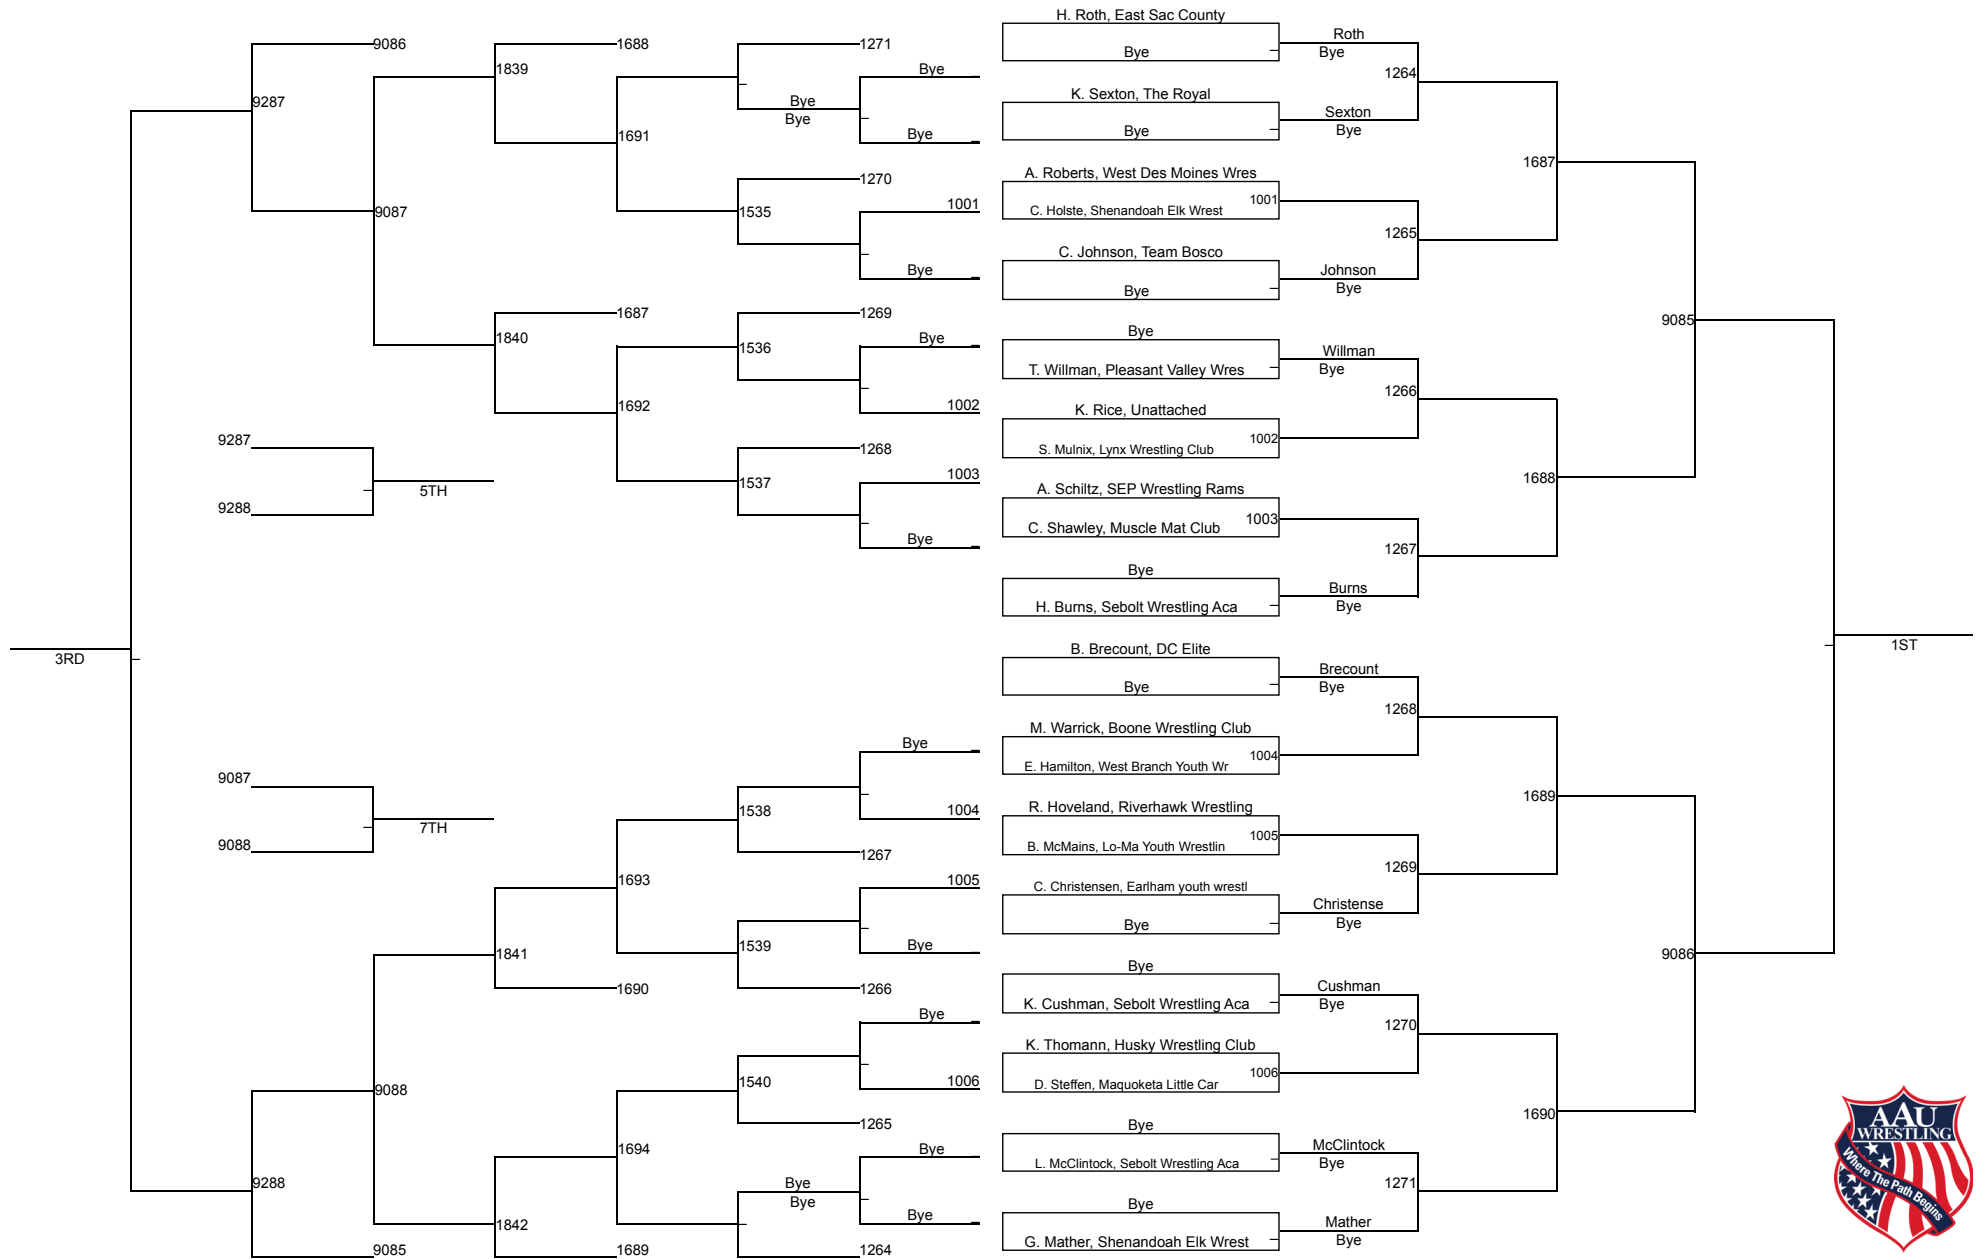 H. Roth, East Sac County
Bye
K. Sexton, The Royal
Bye
A. Roberts, West Des Moines Wres
C. Holste, Shenandoah Elk Wrest
1001
C. Johnson, Team Bosco
Bye
Bye
T. Willman, Pleasant Valley Wres
K. Rice, Unattached
S. Mulnix, Lynx Wrestling Club
1002
A. Schiltz, SEP Wrestling Rams
C. Shawley, Muscle Mat Club
1003
Bye
H. Burns, Sebolt Wrestling Aca
B. Brecount, DC Elite
Bye
M. Warrick, Boone Wrestling Club
E. Hamilton, West Branch Youth Wr
1004
R. Hoveland, Riverhawk Wrestling
B. McMains, Lo-Ma Youth Wrestlin
1005
C. Christensen, Earlham youth wrestl
Bye
Bye
K. Cushman, Sebolt Wrestling Aca
K. Thomann, Husky Wrestling Club
D. Steffen, Maquoketa Little Car
1006
Bye
L. McClintock, Sebolt Wrestling Aca
Bye
G. Mather, Shenandoah Elk Wrest
Roth
Bye
Sexton
Bye
Johnson
Bye
Willman
Bye
Burns
Bye
Brecount
Bye
Christense
Bye
Cushman
Bye
McClintock
Bye
Mather
Bye
1264
1265
1266
1267
1268
1269
1270
1271
1687
1688
1689
1690
9085
9086
1ST
Bye
Bye
1001
Bye
Bye
1002
1003
Bye
Bye
1004
1005
Bye
Bye
1006
Bye
Bye
1271
Bye
Bye
1270
1269
1268
1267
1266
1265
Bye
Bye
1264
1535
1536
1537
1538
1539
1540
1688
1691
1687
1692
1693
1690
1694
1689
1839
1840
1841
1842
9086
9087
9088
9085
9287
9288
9287
9288
5TH
9087
9088
7TH
3RD
AAU
WRESTLING
Where The Path Begins